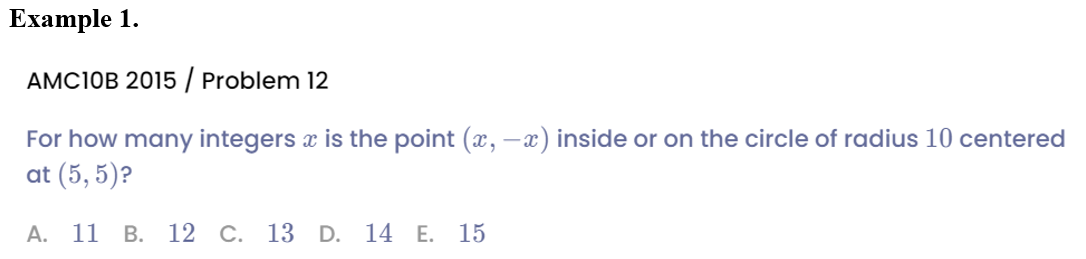 Example 1.
AMC10B 2015 / Problem 12
For how many integers x is the point (x, −x) inside or on the circle of radius 10 centered
at (5, 5)?
A. 11 B. 12 C. 13 D. 14 E. 15